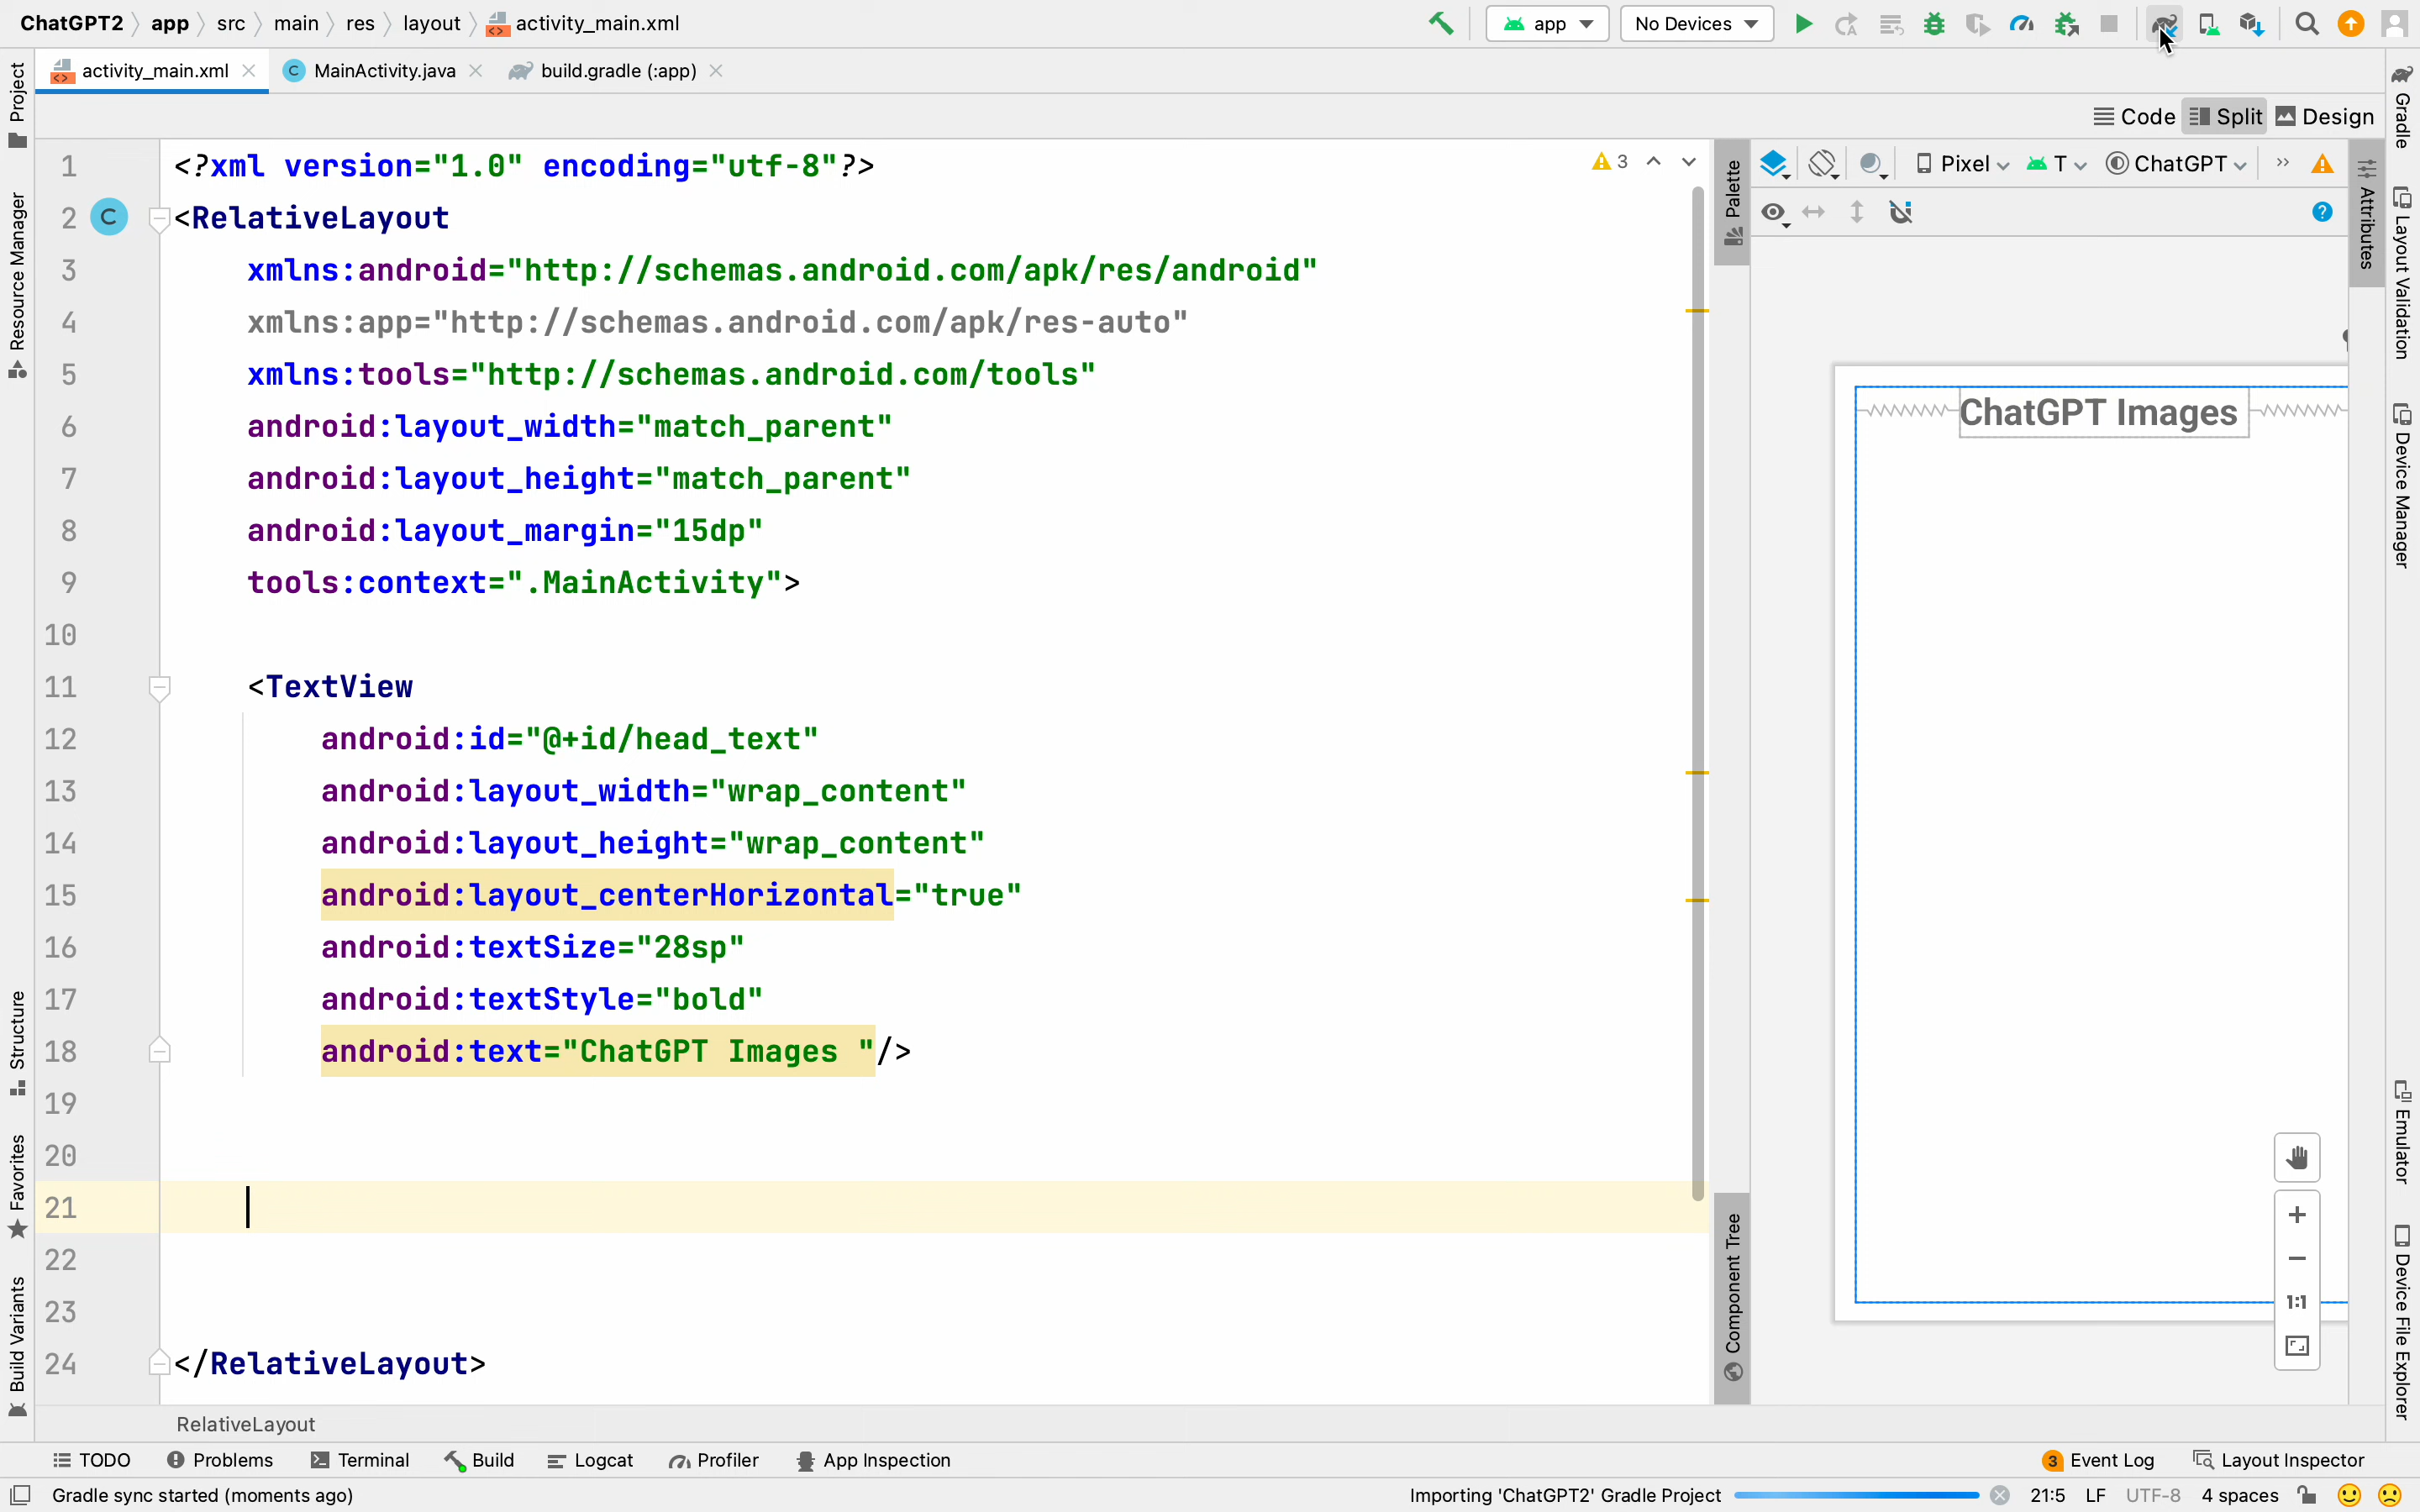 ChatGPT2 app src main res layout activity_main.xml
app No Devices
activity_main.xml MainActivity.java build.gradle (:app)
Code Split Design
Project
Resource Manager
Structure
Favorites
Build Variants
1 <?xml version="1.0" encoding="utf-8"?>
2 <RelativeLayout
3 xmlns:android="http://schemas.android.com/apk/res/android"
4 xmlns:app="http://schemas.android.com/apk/res-auto"
5 xmlns:tools="http://schemas.android.com/tools"
6 android:layout_width="match_parent"
7 android:layout_height="match_parent"
8 android:layout_margin="15dp"
9 tools:context=".MainActivity">
10
11 <TextView
12 android:id="@+id/head_text"
13 android:layout_width="wrap_content"
14 android:layout_height="wrap_content"
15 android:layout_centerHorizontal="true"
16 android:textSize="28sp"
17 android:textStyle="bold"
18 android:text="ChatGPT Images "/>
19
20
21
22
23
24 </RelativeLayout>
3
Palette
Component Tree
Pixel T ChatGPT
ChatGPT Images
1:1
Attributes
Gradle
Layout Validation
Device Manager
Emulator
Device File Explorer
RelativeLayout
TODO Problems Terminal Build Logcat Profiler App Inspection 3 Event Log Layout Inspector
Gradle sync started (moments ago) Importing 'ChatGPT2' Gradle Project 21:5 LF UTF-8 4 spaces